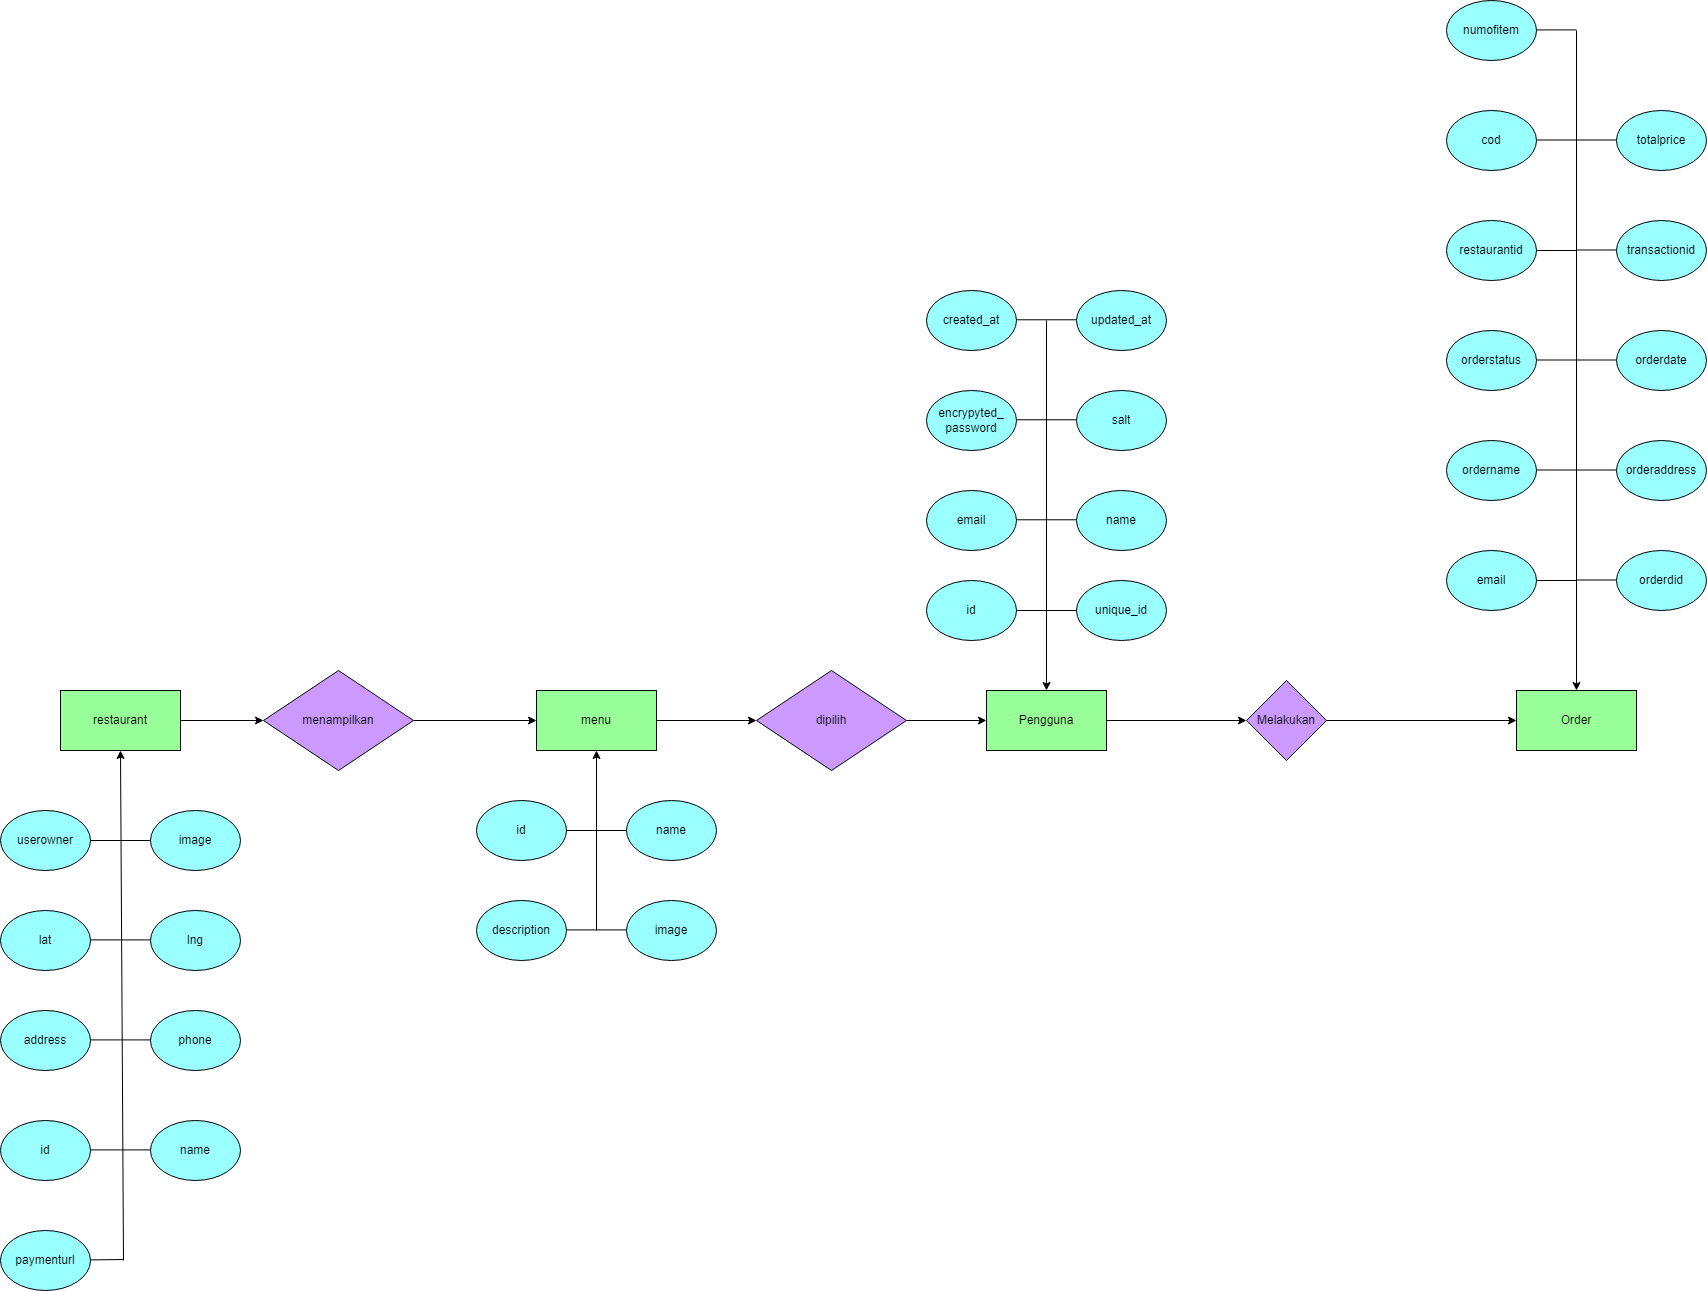 numofitem
cod
totalprice
restaurantid
transactionid
created_at
updated_at
orderstatus
orderdate
encrypyted_
password
salt
ordername
orderaddress
email
name
email
orderdid
id
unique_id
restaurant
menampilkan
menu
dipilih
Pengguna
Melakukan
Order
userowner
image
id
name
lat
lng
description
image
address
phone
id
name
paymenturl